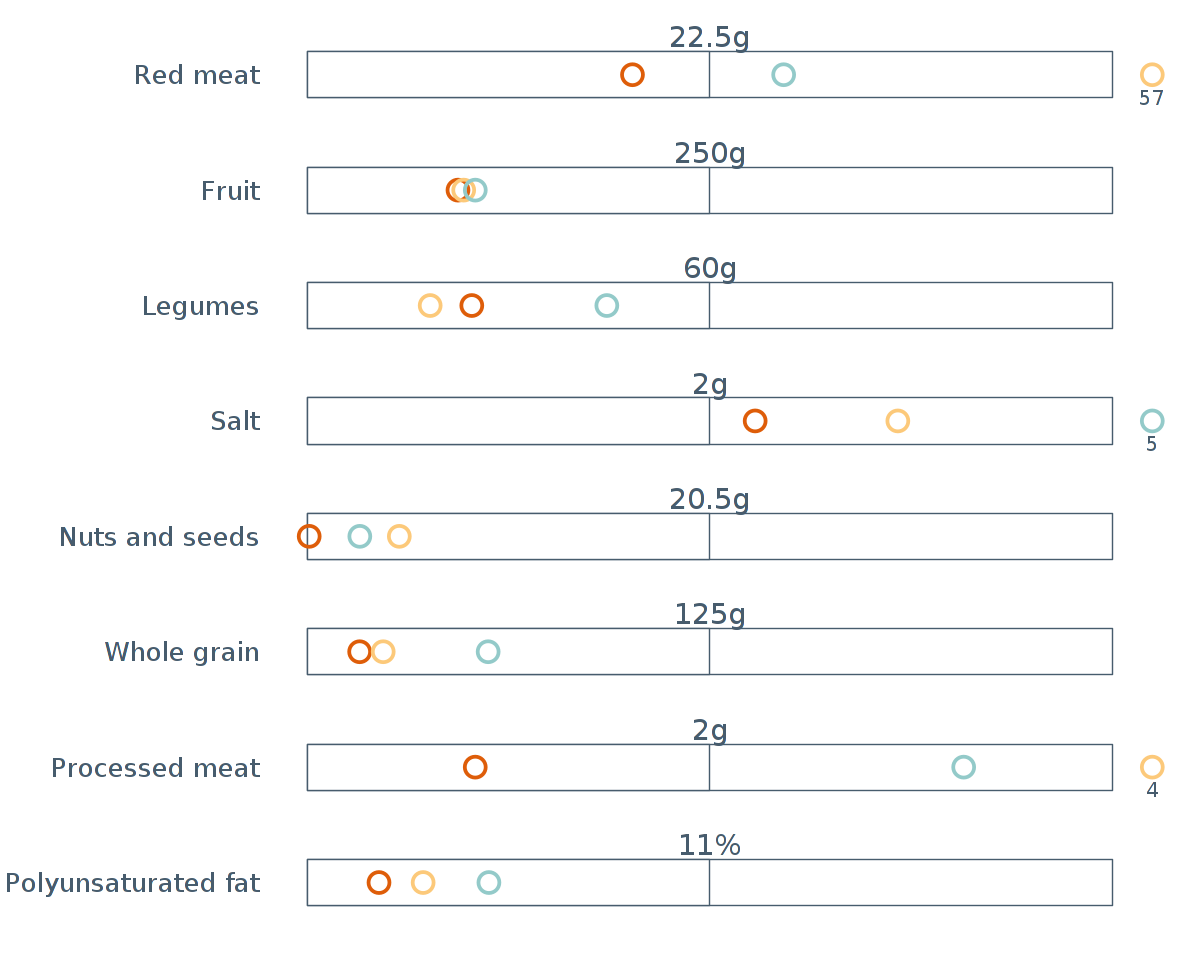 22.5g
Red meat
57
250g
Fruit
60g
Legumes
2g
Salt
5
20.5g
Nuts and seeds
125g
Whole grain
2g
Processed meat
4
11%
Polyunsaturated fat